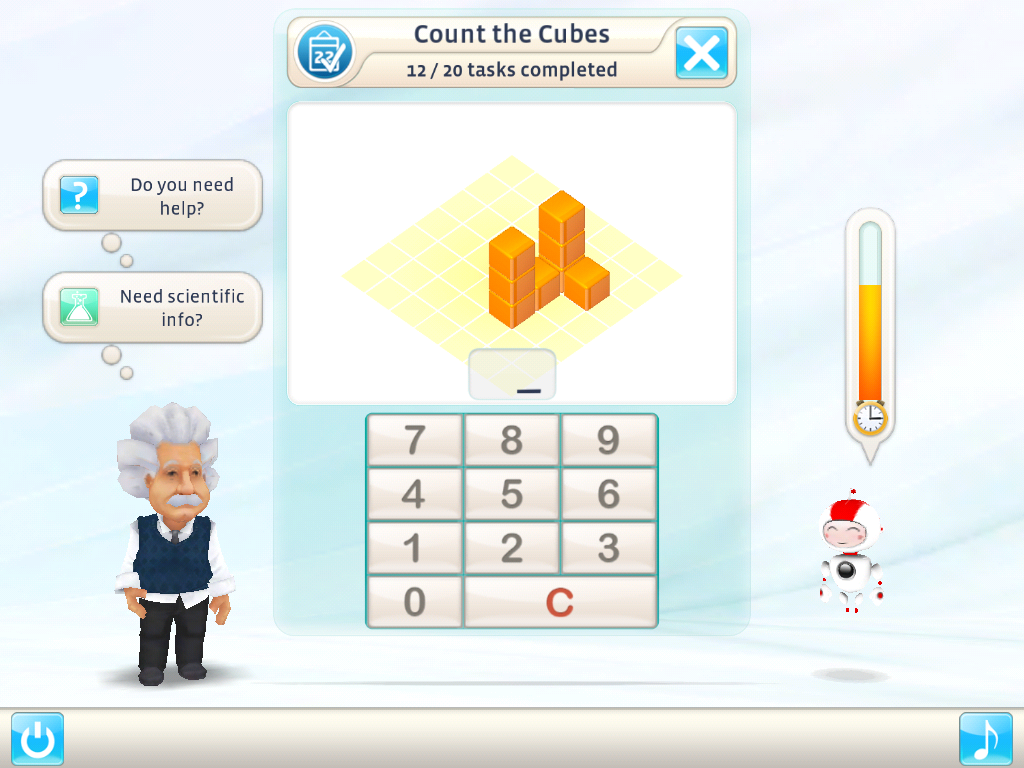 Count the Cubes
22
12 / 20 tasks completed
Do you need
help?
?
Need scientific
info?
_
7 8 9
4 5 6
1 2 3
0 C